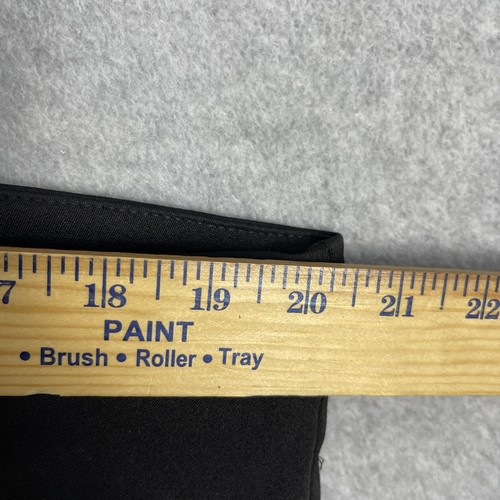 7 18 19 20 21 22
PAINT
• Brush • Roller • Tray